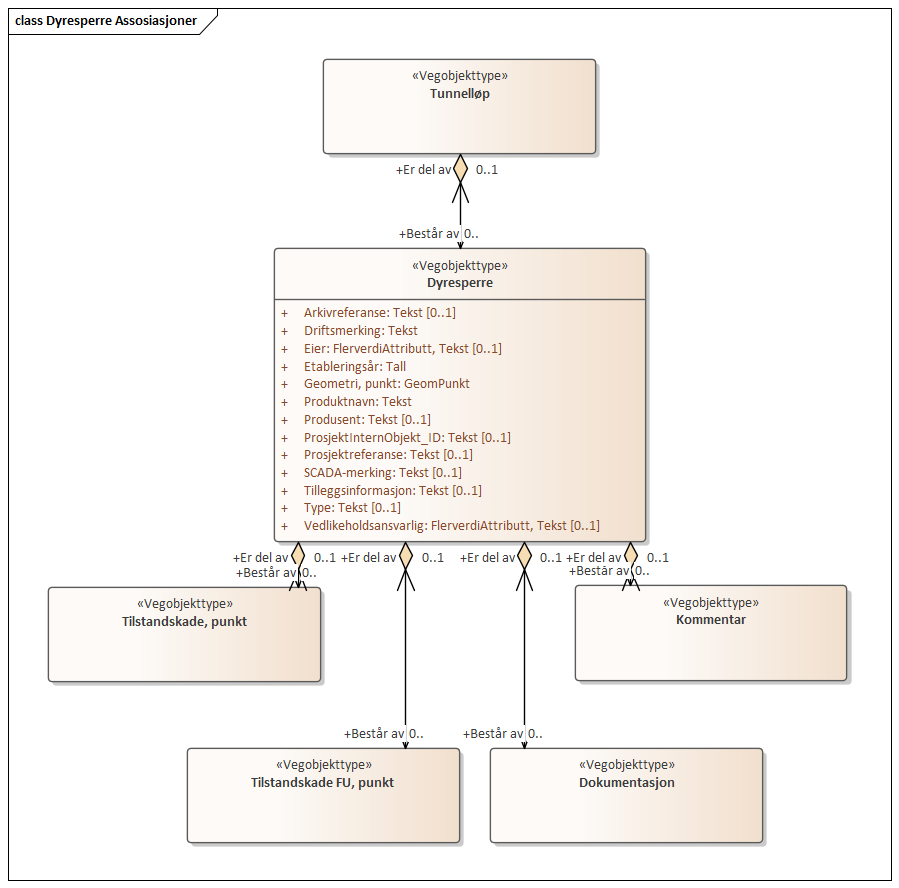 class Dyresperre Assosiasjoner
«Vegobjekttype»
Tunnelløp
+Er del av 0..1
+Består av 0..
«Vegobjekttype»
Dyresperre
+ Arkivreferanse: Tekst [0..1]
+ Driftsmerking: Tekst
+ Eier: FlerverdiAttributt, Tekst [0..1]
+ Etableringsår: Tall
+ Geometri, punkt: GeomPunkt
+ Produktnavn: Tekst
+ Produsent: Tekst [0..1]
+ ProsjektInternObjekt_ID: Tekst [0..1]
+ Prosjektreferanse: Tekst [0..1]
+ SCADA-merking: Tekst [0..1]
+ Tilleggsinformasjon: Tekst [0..1]
+ Type: Tekst [0..1]
+ Vedlikeholdsansvarlig: FlerverdiAttributt, Tekst [0..1]
+Er del av 0..1 +Er del av 0..1 +Er del av 0..1 +Er del av 0..1
+Består av 0.. +Består av 0..
«Vegobjekttype»
Tilstandskade, punkt
«Vegobjekttype»
Kommentar
+Består av 0.. +Består av 0..
«Vegobjekttype»
Tilstandskade FU, punkt
«Vegobjekttype»
Dokumentasjon